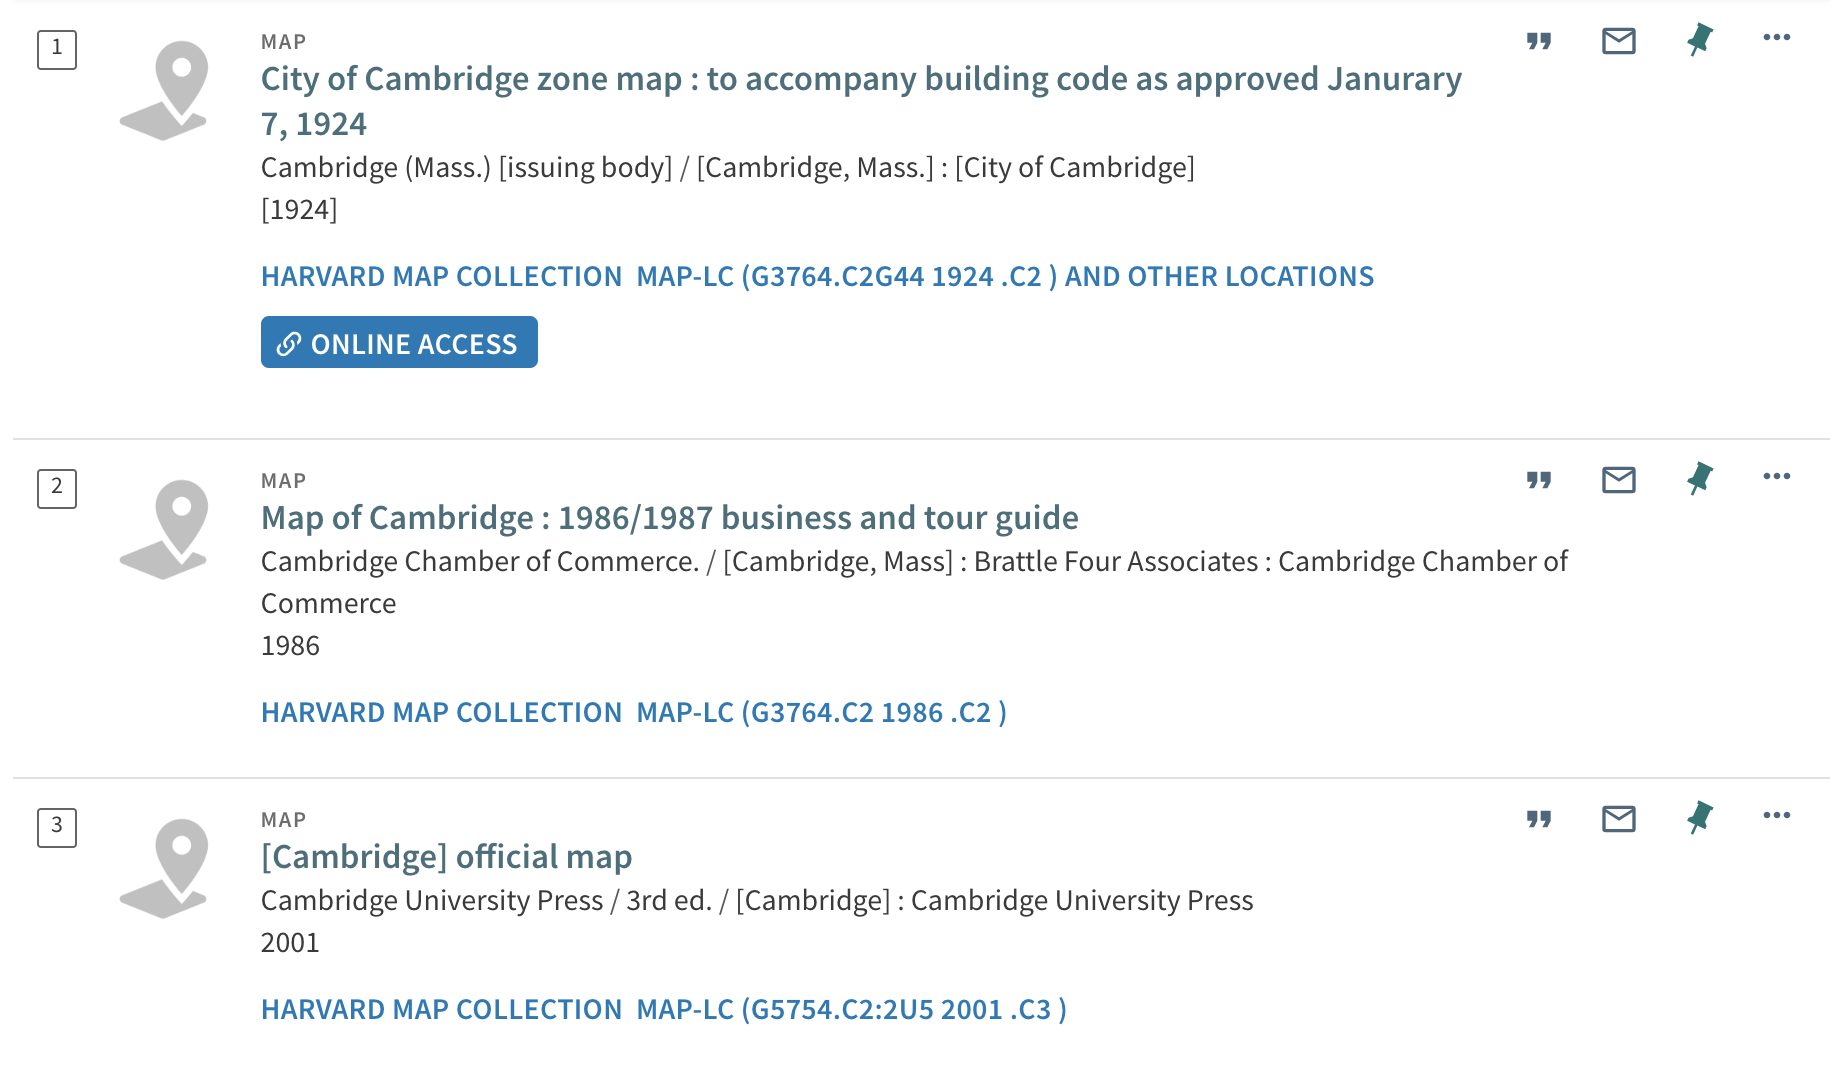 1
MAP
City of Cambridge zone map : to accompany building code as approved Janurary
7, 1924
Cambridge (Mass.) [issuing body] / [Cambridge, Mass.] : [City of Cambridge]
[1924]
HARVARD MAP COLLECTION  MAP-LC (G3764.C2G44 1924 .C2 ) AND OTHER LOCATIONS
ONLINE ACCESS
2
MAP
Map of Cambridge : 1986/1987 business and tour guide
Cambridge Chamber of Commerce. / [Cambridge, Mass] : Brattle Four Associates : Cambridge Chamber of
Commerce
1986
HARVARD MAP COLLECTION  MAP-LC (G3764.C2 1986 .C2 )
3
MAP
[Cambridge] official map
Cambridge University Press / 3rd ed. / [Cambridge] : Cambridge University Press
2001
HARVARD MAP COLLECTION  MAP-LC (G5754.C2:2U5 2001 .C3 )